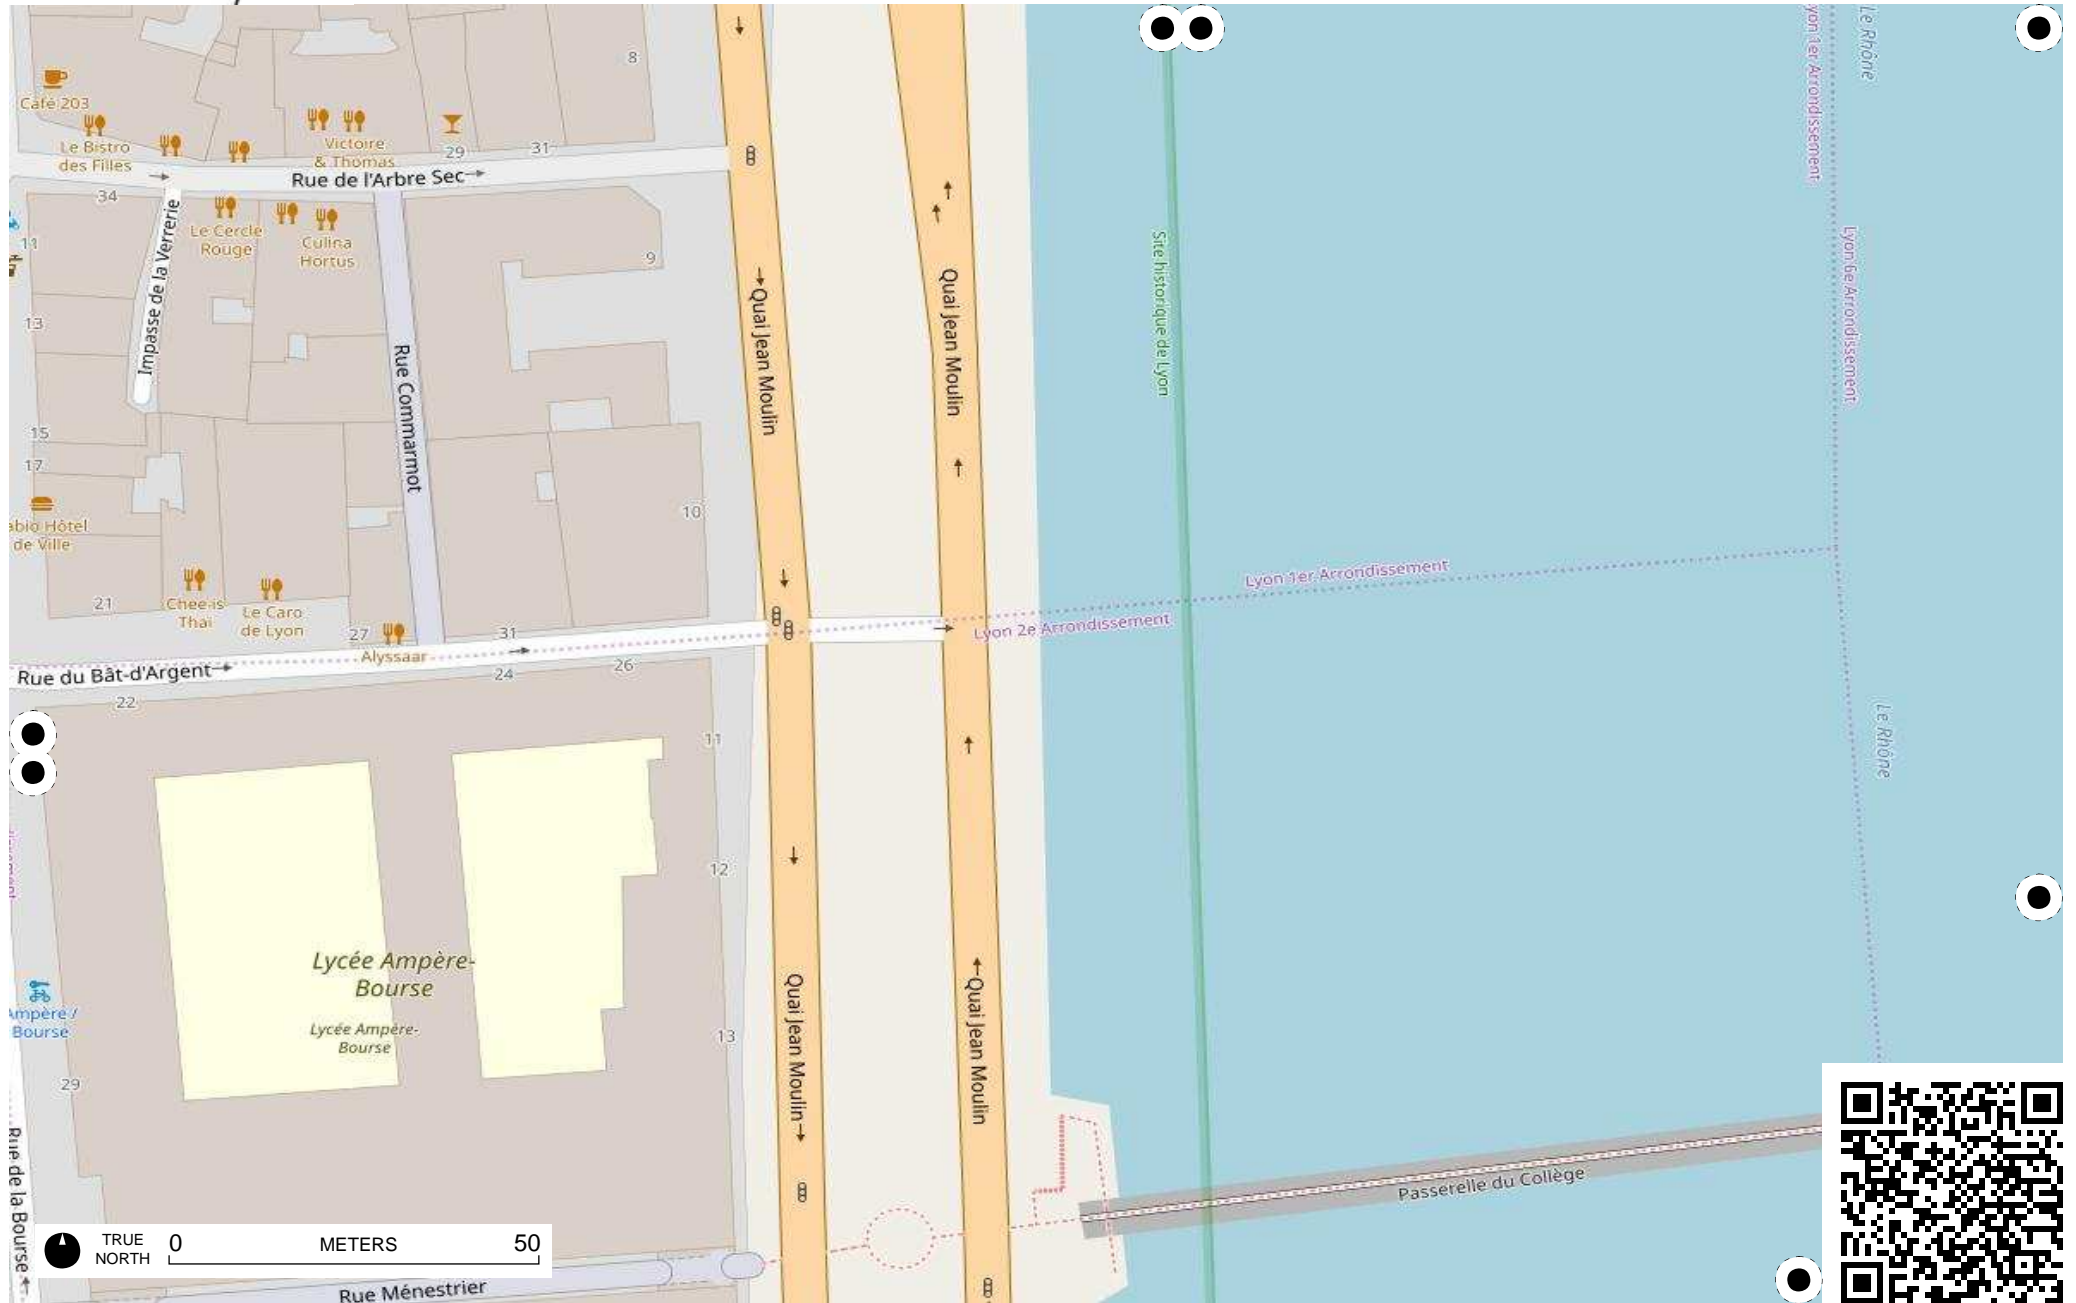 8
Café 203
Le Bistro
des Filles
Victoire
& Thomas
29
31
Rue de l'Arbre Sec
34
Le Cercle
Rouge
Culina
Hortus
11
9
13
Impasse de la Verrerie
Rue Commarmot
15
17
10
abio Hôtel
de Ville
21
Chee is
Thaï
Le Caro
de Lyon
27
Alyssaar
31
Rue du Bât-d'Argent
22
24
26
Quai Jean Moulin
Quai Jean Moulin
Site historique de Lyon
yon 1er Arrondissement
Le Rhône
Lyon 6e Arrondissement
Lyon 1er Arrondissement
Lyon 2e Arrondissement
Le Rhône
11
12
13
Lycée Ampère-
Bourse
Lycée Ampère-
Bourse
Ampère /
Bourse
29
Rue de la Bourse
Quai Jean Moulin
Quai Jean Moulin
Passerelle du Collège
TRUE
NORTH
0 METERS 50
Rue Ménestrier